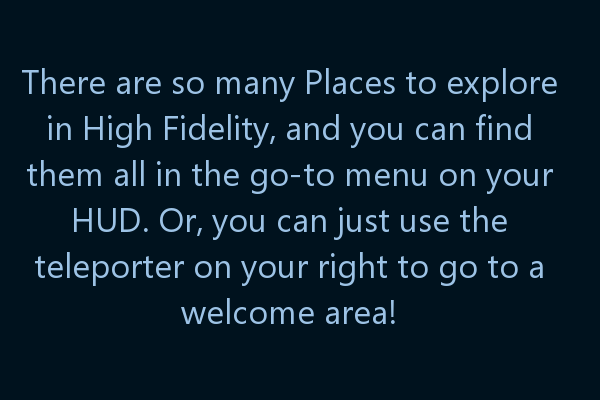 There are so many Places to explore
in High Fidelity, and you can find
them all in the go-to menu on your
HUD. Or, you can just use the
teleporter on your right to go to a
welcome area!